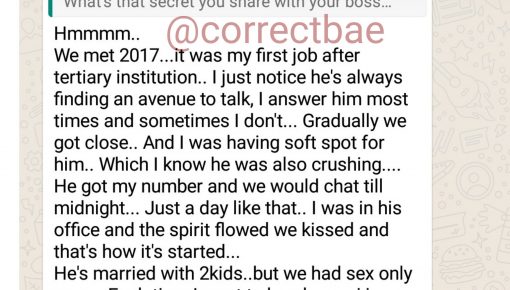 What's that secret you share with your boss...
@correctbae
Hmmmm..
We met 2017...it was my first job after
tertiary institution.. I just notice he's always
finding an avenue to talk, I answer him most
times and sometimes I don't... Gradually we
got close.. And I was having soft spot for
him.. Which I know he was also crushing....
He got my number and we would chat till
midnight... Just a day like that.. I was in his
office and the spirit flowed we kissed and
that's how it's started...
He's married with 2kids..but we had sex only